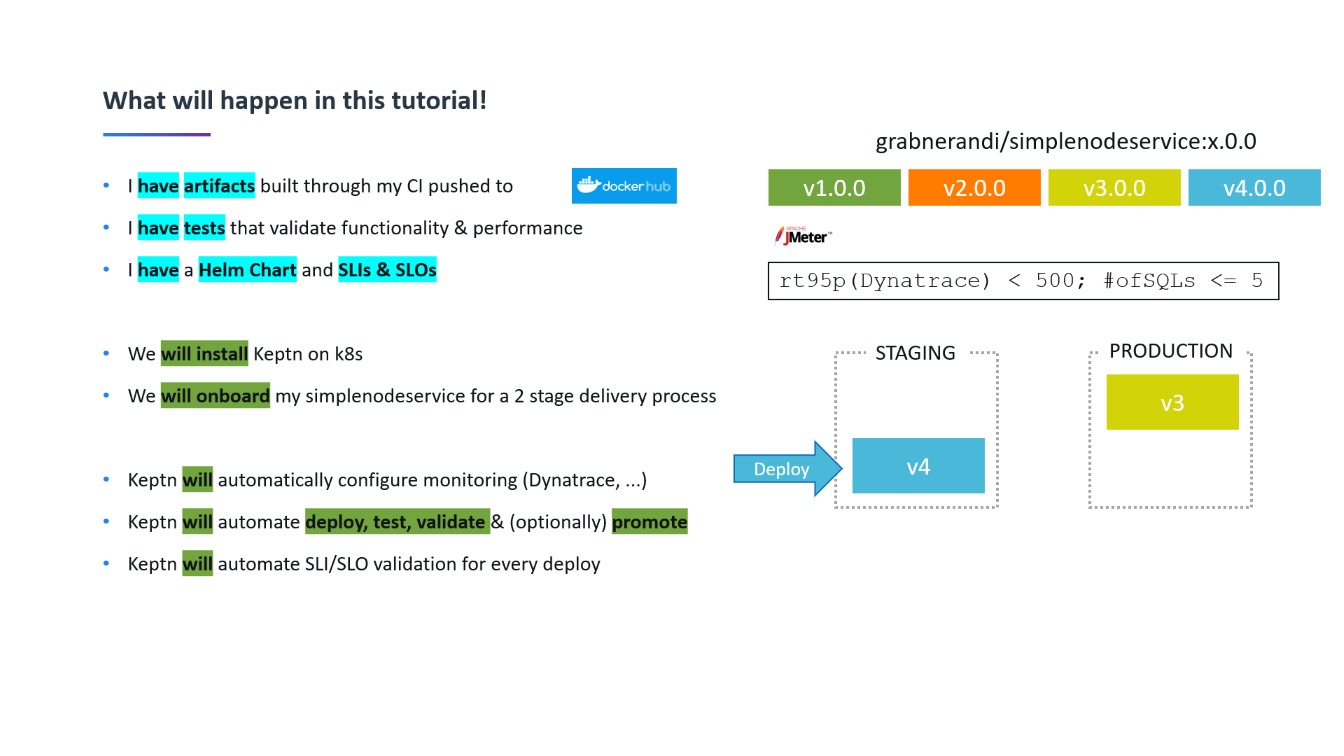 What will happen in this tutorial!
• I have artifacts built through my CI pushed to
docker hub
• I have tests that validate functionality & performance
• I have a Helm Chart and SLIs & SLOs
• We will install Keptn on k8s
• We will onboard my simplenodeservice for a 2 stage delivery process
• Keptn will automatically configure monitoring (Dynatrace, ...)
• Keptn will automate deploy, test, validate & (optionally) promote
• Keptn will automate SLI/SLO validation for every deploy
grabnerandi/simplenodeservice:x.0.0
v1.0.0 v2.0.0 v3.0.0 v4.0.0
APACHE
JMeter™
rt95p(Dynatrace) < 500; #ofSQLs <= 5
STAGING
Deploy
v4
PRODUCTION
v3